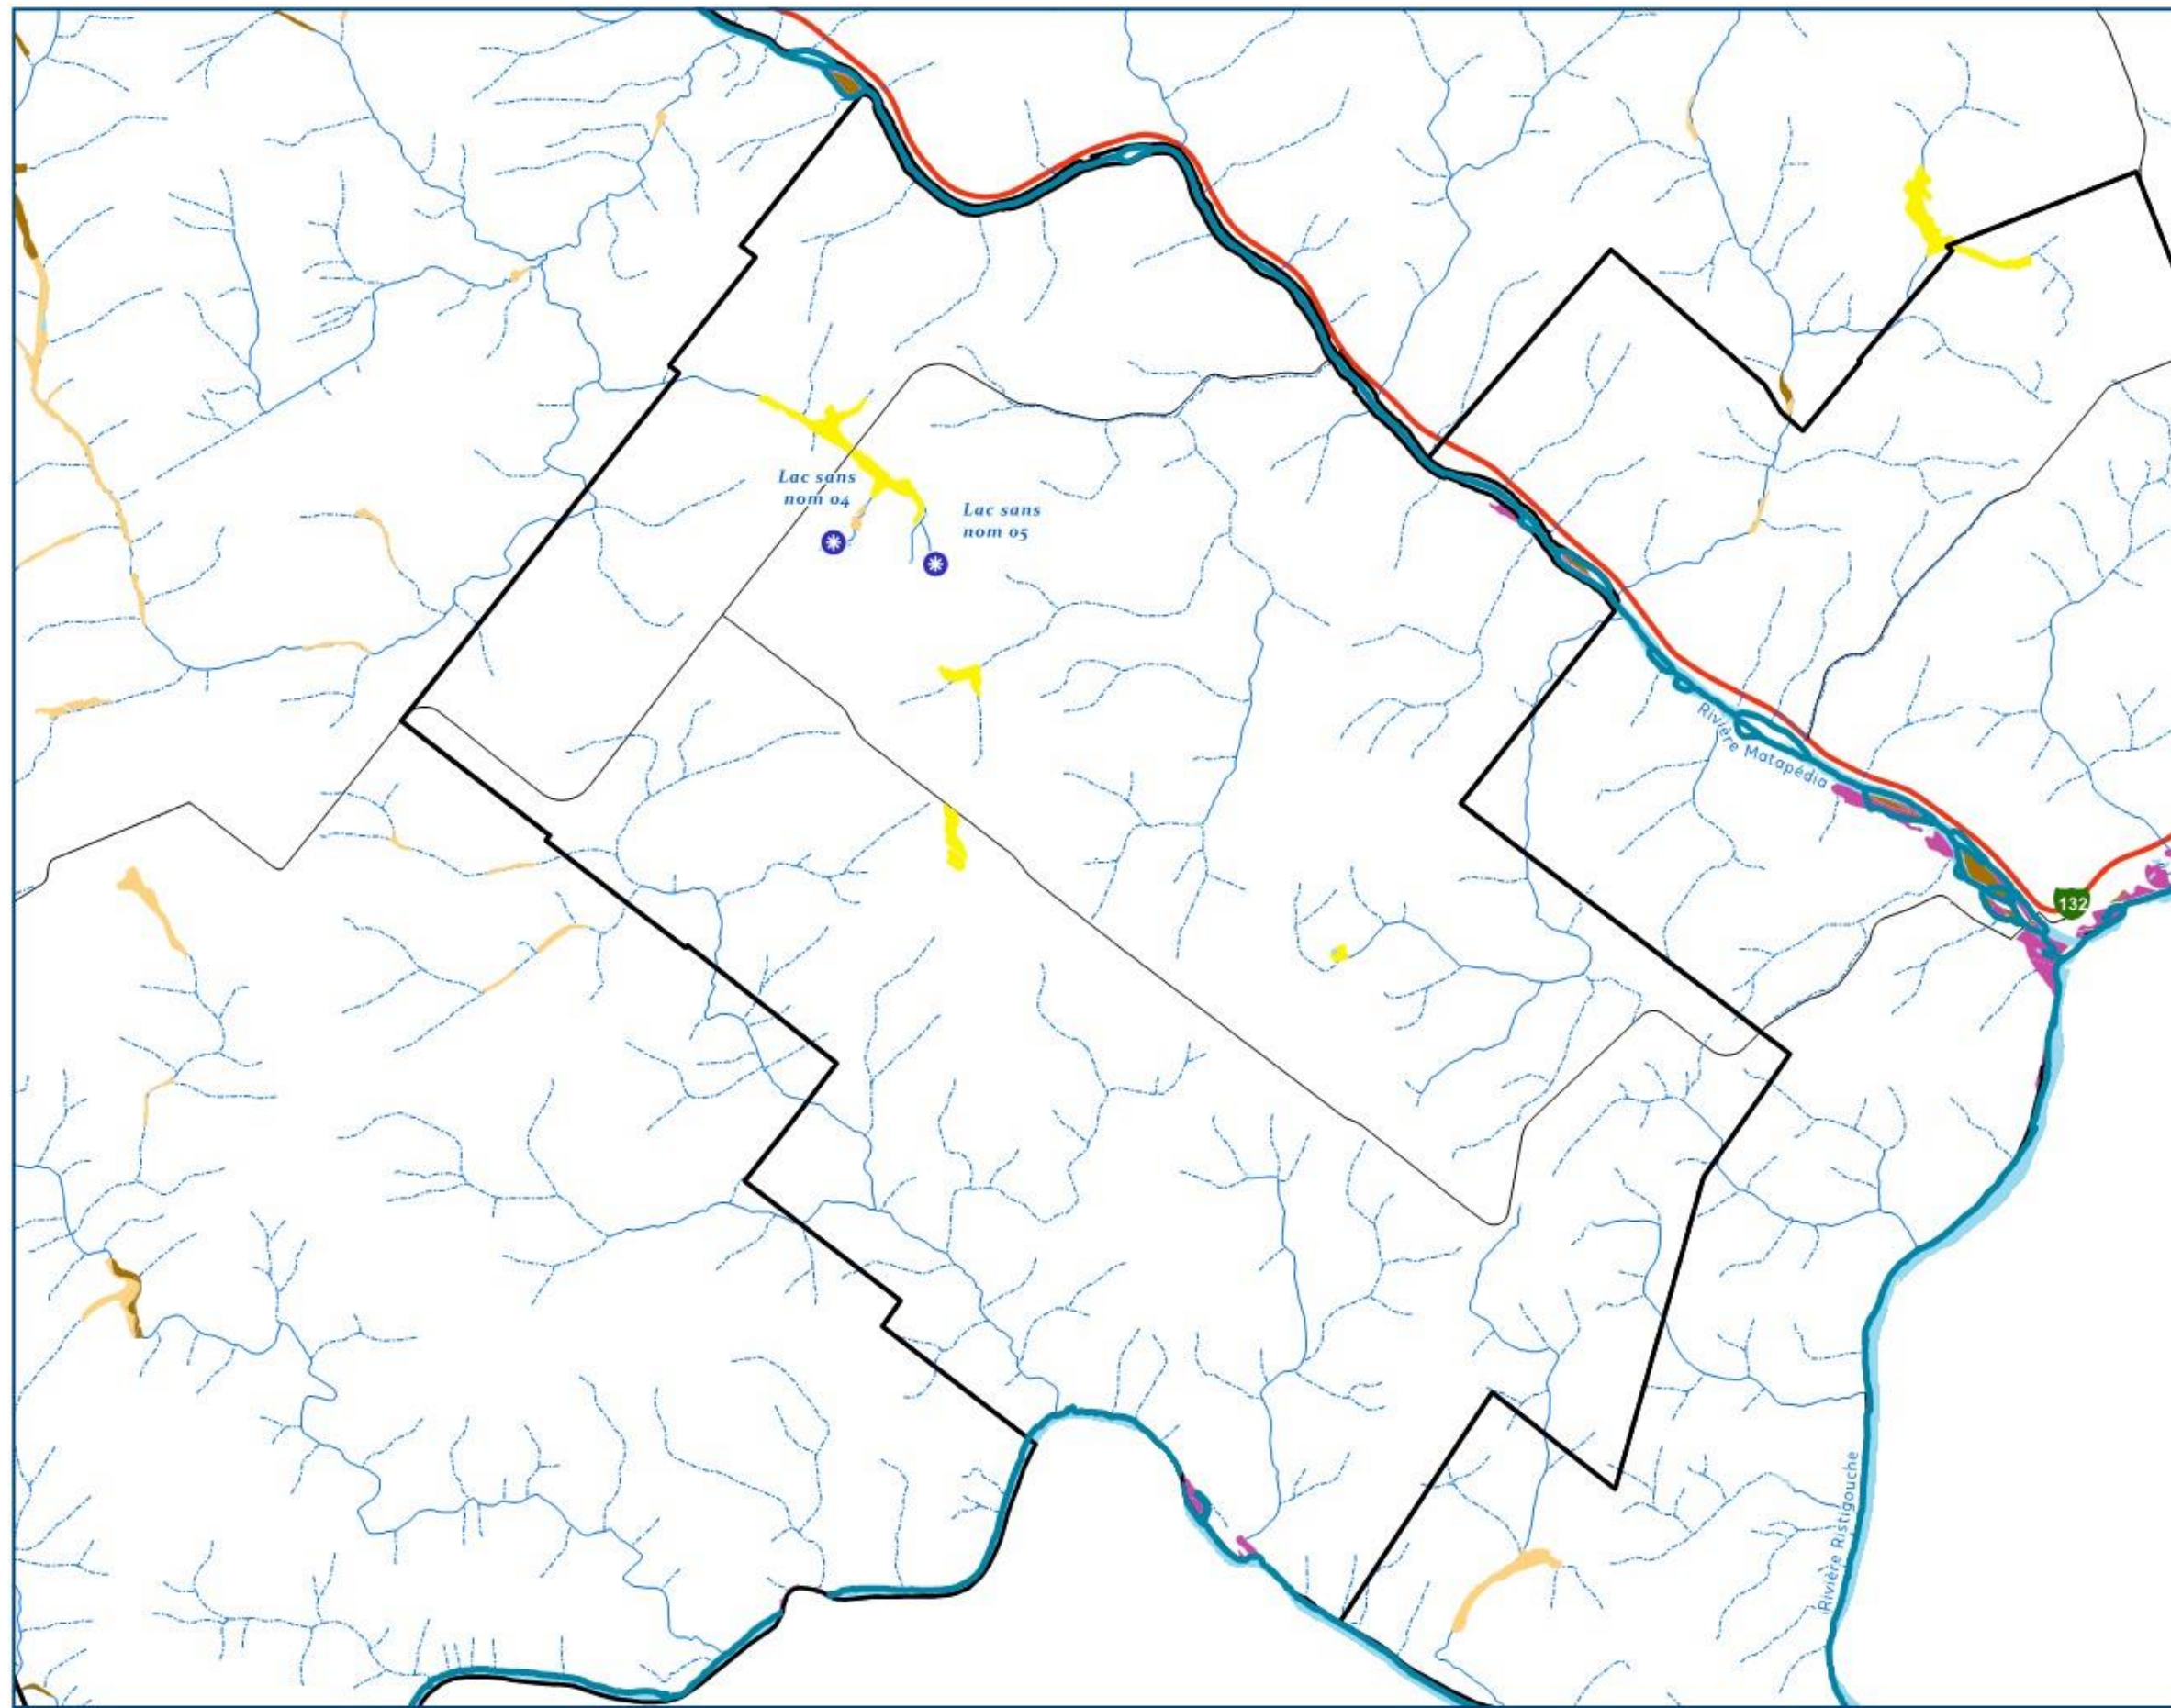 Lac sans
nom 04
Lac sans
nom 05
Rivière Matapédia
132
Rivière Ristigouche